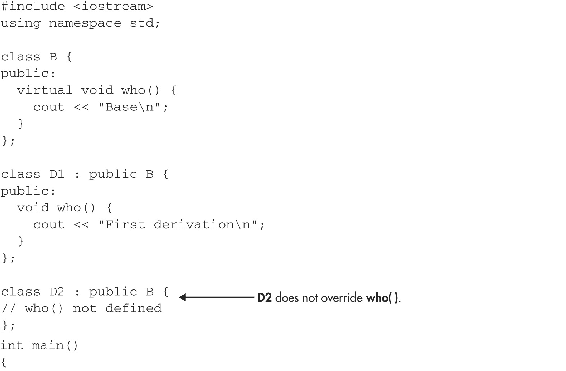 #include <iostream>
using namespace std;

class B {
public:
  virtual void who() {
    cout << "Base\n";
  }
};

class D1 : public B {
public:
  void who() {
    cout << "First derivation\n";
  }
};

class D2 : public B {
D2 does not override who( ).
// who() not defined
};
int main()
{